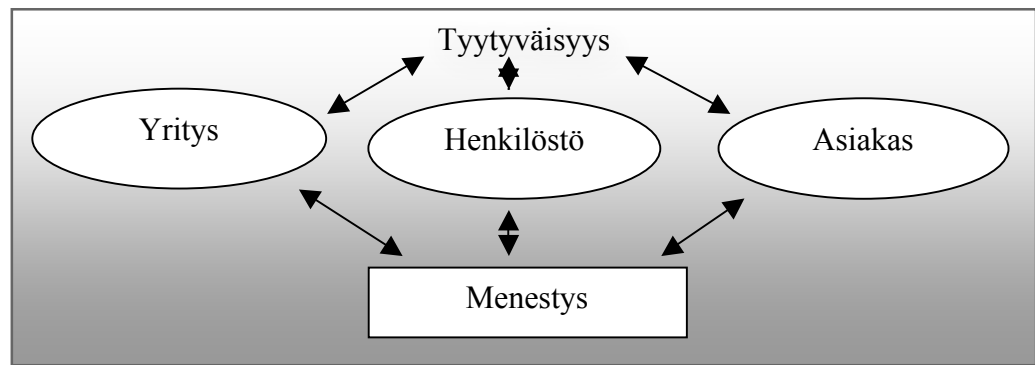 Tyytyväisyys
Yritys
Henkilöstö
Asiakas
Menestys